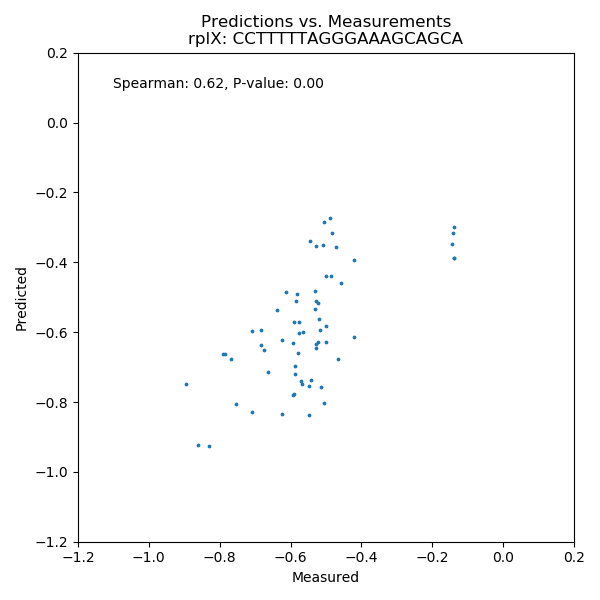 Predictions vs. Measurements
rplX: CCTTTTTAGGGAAAGCAGCA
Spearman: 0.62, P-value: 0.00
0.2
0.0
−0.2
−0.4
−0.6
−0.8
−1.0
−1.2
Predicted
−1.2 −1.0 −0.8 −0.6 −0.4 −0.2 0.0 0.2
Measured